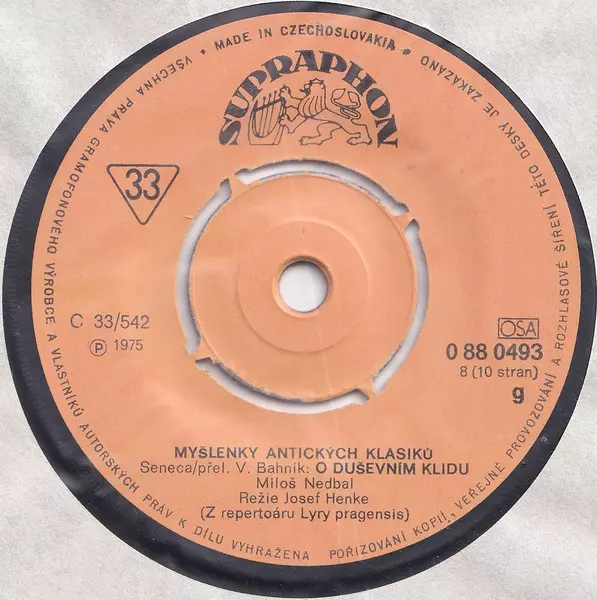 • MADE IN CZECHOSLOVAKIA •
VŠECHNA PRÁVA GRAMOFONOVÉHO VÝROBCE A VLASTNÍKŮ AUTORSKÝCH PRÁV K DÍLU VYHRAŽENA POŘIZOVÁNÍ KOPIÍ, VEŘEJNÉ PROVOZOVÁNÍ A ROZHLASOVÉ ŠÍŘENÍ TÉTO DESKY JE ZAKÁZÁNO
SUPRAPHON
33
C 33/542
Ⓟ 1975
OSA
0 88 0493
8 (10 stran)
9
MYŠLENKY ANTICKÝCH KLASIKŮ
Seneca/přel. V. Bahník: O DUŠEVNÍM KLIDU
Miloš Nedbal
Režie Josef Henke
(Z repertoáru Lyry pragensis)